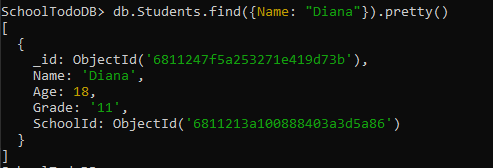 SchoolTodoDB> db.Students.find({Name: "Diana"}).pretty()
[
  {
    _id: ObjectId('6811247f5a253271e419d73b'),
    Name: 'Diana',
    Age: 18,
    Grade: '11',
    SchoolId: ObjectId('6811213a100888403a3d5a86')
  }
]